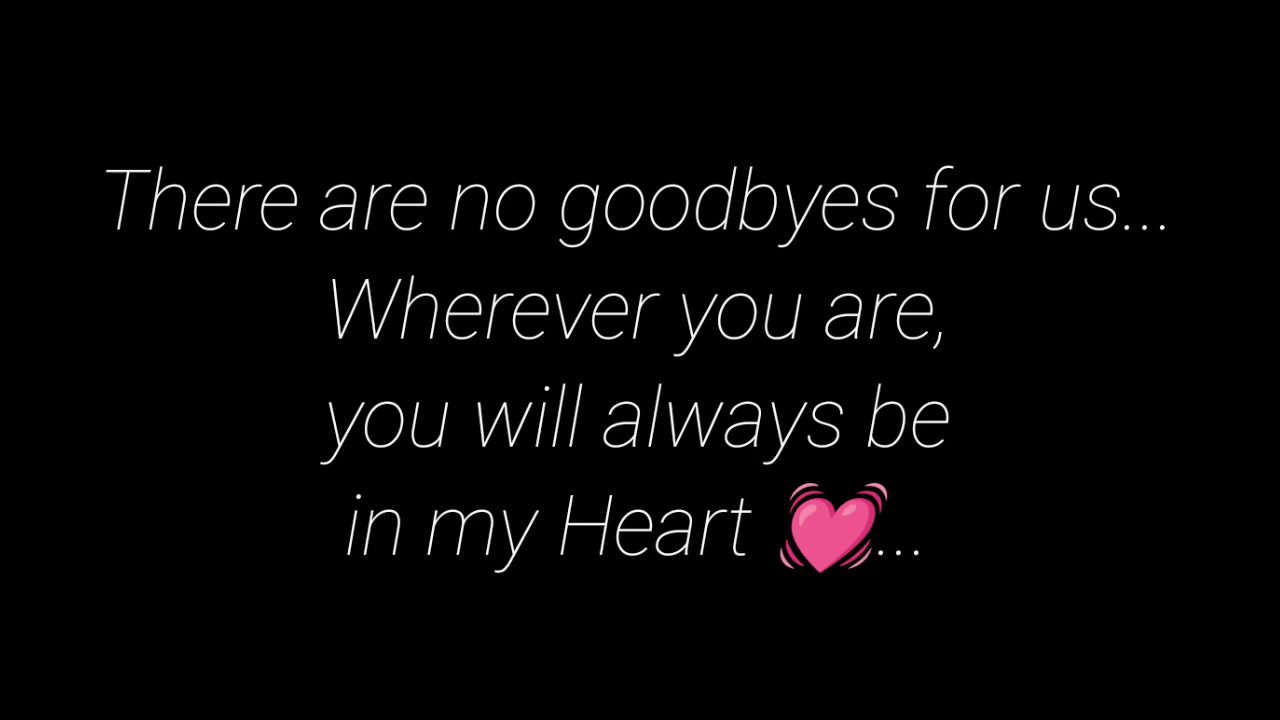 There are no goodbyes for us...
Wherever you are,
you will always be
in my Heart 💓...